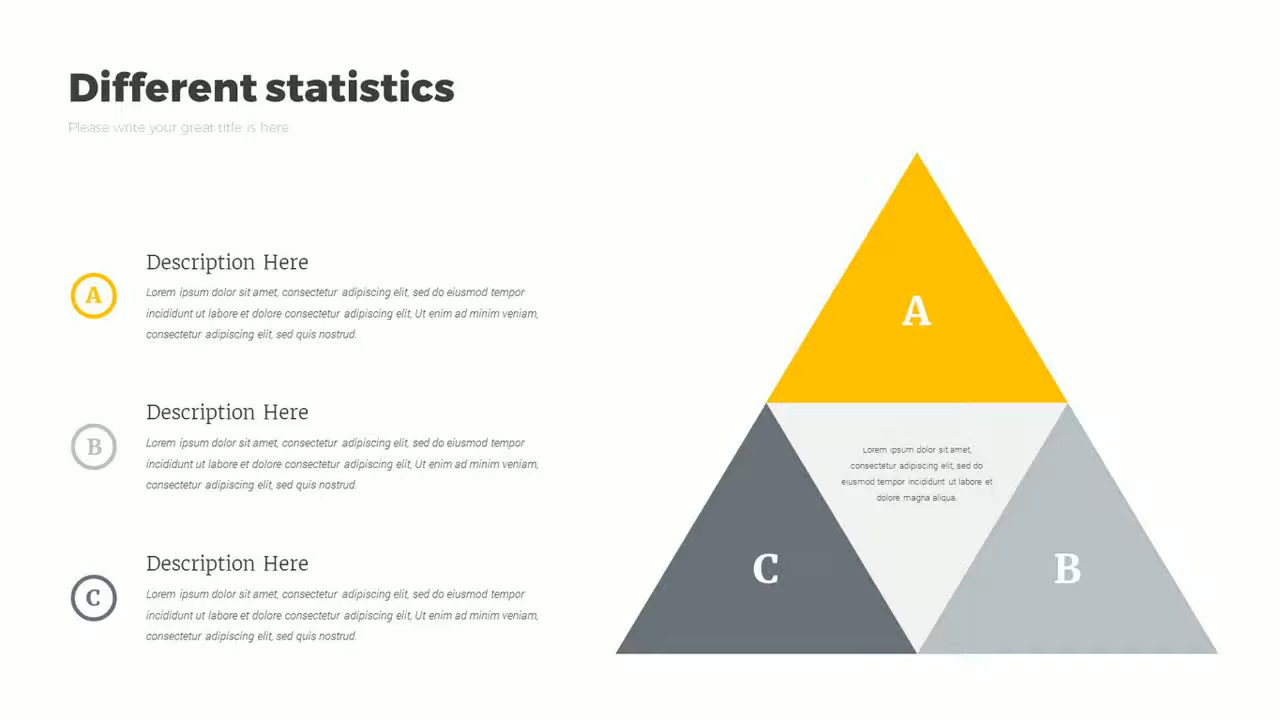 Different statistics
Please write your great title is here.
A
Description Here
Lorem ipsum dolor sit amet, consectetur adipiscing elit, sed do eiusmod tempor
incididunt ut labore et dolore consectetur adipiscing elit, Ut enim ad minim veniam,
consectetur adipiscing elit, sed quis nostrud.
B
Description Here
Lorem ipsum dolor sit amet, consectetur adipiscing elit, sed do eiusmod tempor
incididunt ut labore et dolore consectetur adipiscing elit, Ut enim ad minim veniam,
consectetur adipiscing elit, sed quis nostrud.
C
Description Here
Lorem ipsum dolor sit amet, consectetur adipiscing elit, sed do eiusmod tempor
incididunt ut labore et dolore consectetur adipiscing elit, Ut enim ad minim veniam,
consectetur adipiscing elit, sed quis nostrud.
A
Lorem ipsum dolor sit amet,
consectetur adipiscing elit, sed do
eiusmod tempor incididunt ut labore et
dolore magna aliqua.
C
B